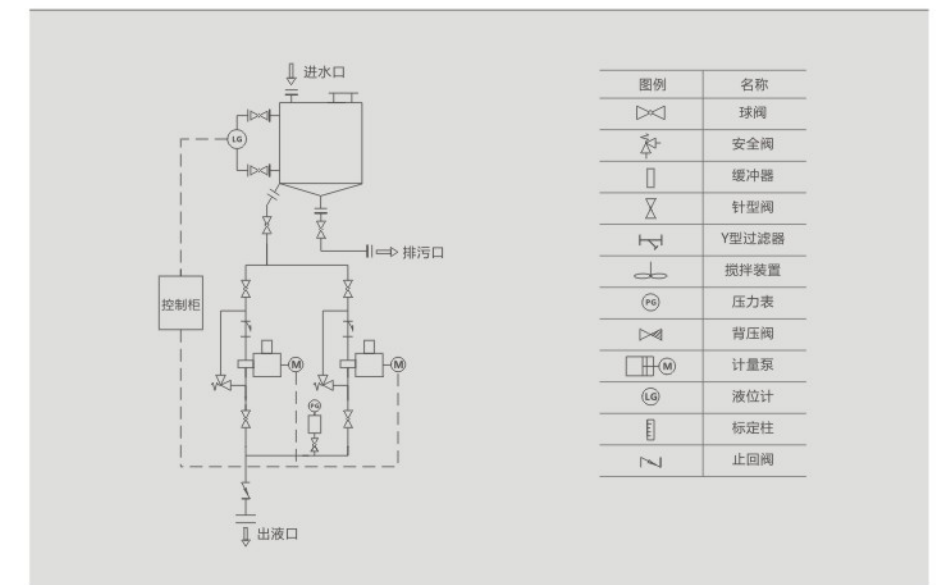 进水口
LG
排污口
控制柜
M
M
PG
出液口
图例 名称
球阀
安全阀
缓冲器
针型阀
Y型过滤器
搅拌装置
PG 压力表
背压阀
M 计量泵
LG 液位计
标定柱
止回阀